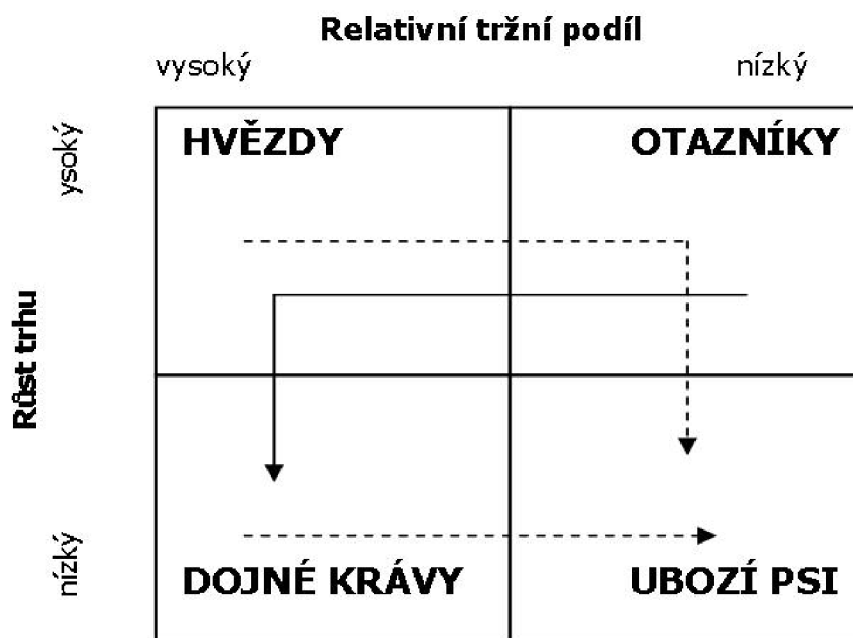 Relativní tržní podíl
vysoký nízký
HVĚZDY OTAZNÍKY
ysoký
Růst trhu
nízký
DOJNÉ KRÁVY UBOZÍ PSI